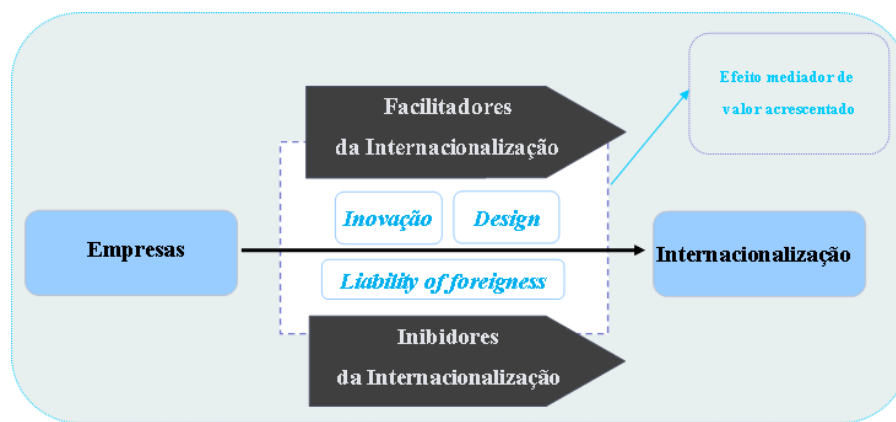 Efeito mediador de
valor acrescentado
Facilitadores
da Internacionalização
Inovação
Design
Empresas
Internacionalização
Liability of foreigness
Inibidores
da Internacionalização